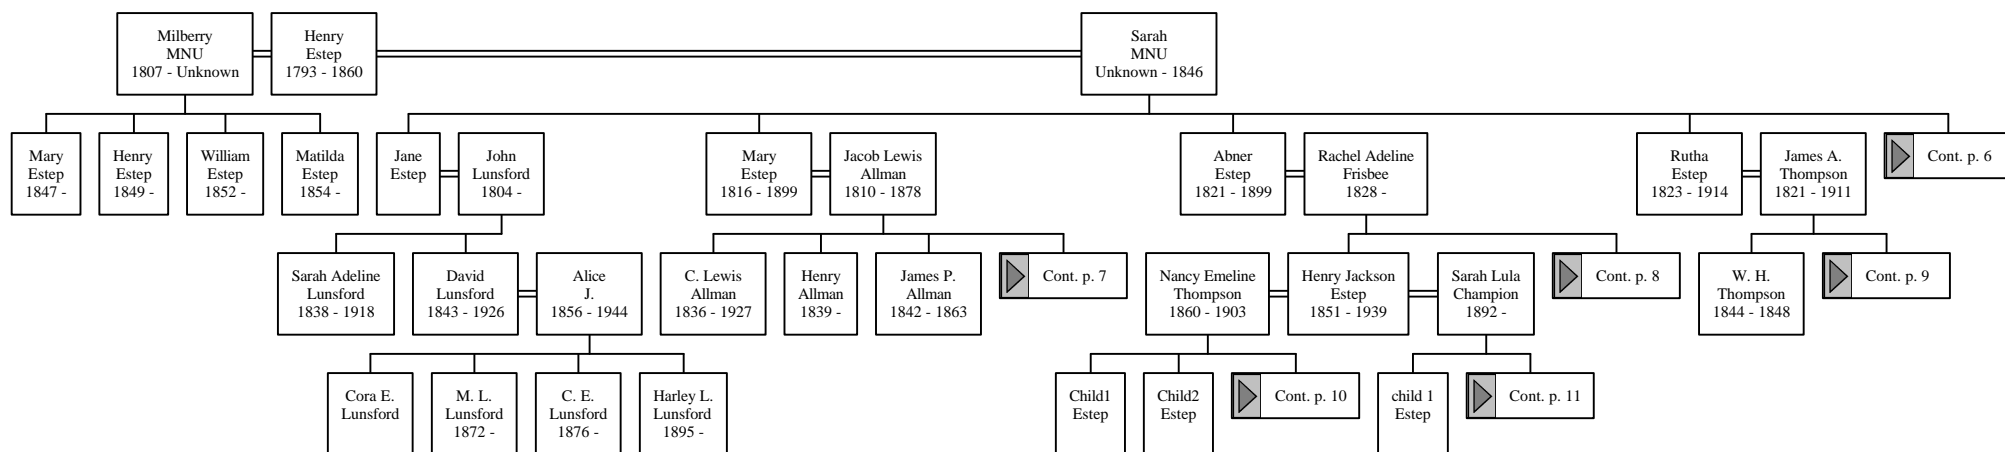 Milberry
MNU
1807 - Unknown
Henry
Estep
1793 - 1860
Sarah
MNU
Unknown - 1846
Mary
Estep
1847 -
Henry
Estep
1849 -
William
Estep
1852 -
Matilda
Estep
1854 -
Jane
Estep
John
Lunsford
1804 -
Mary
Estep
1816 - 1899
Jacob Lewis
Allman
1810 - 1878
Abner
Estep
1821 - 1899
Rachel Adeline
Frisbee
1828 -
Rutha
Estep
1823 - 1914
James A.
Thompson
1821 - 1911
Cont. p. 6
Sarah Adeline
Lunsford
1838 - 1918
David
Lunsford
1843 - 1926
Alice
J.
1856 - 1944
C. Lewis
Allman
1836 - 1927
Henry
Allman
1839 -
James P.
Allman
1842 - 1863
Cont. p. 7
Nancy Emeline
Thompson
1860 - 1903
Henry Jackson
Estep
1851 - 1939
Sarah Lula
Champion
1892 -
Cont. p. 8
W. H.
Thompson
1844 - 1848
Cont. p. 9
Cora E.
Lunsford
M. L.
Lunsford
1872 -
C. E.
Lunsford
1876 -
Harley L.
Lunsford
1895 -
Child1
Estep
Child2
Estep
Cont. p. 10
child 1
Estep
Cont. p. 11